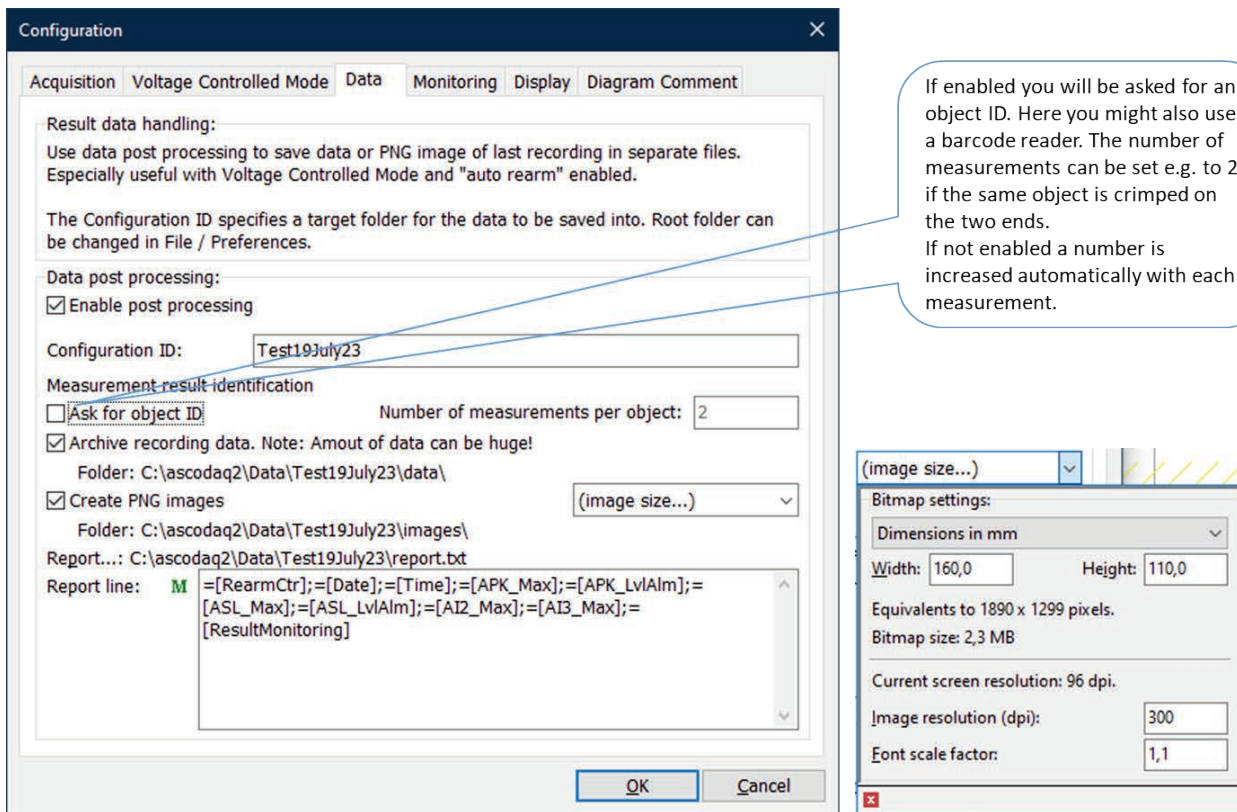 Configuration
Acquisition Voltage Controlled Mode Data Monitoring Display Diagram Comment
Result data handling:
Use data post processing to save data or PNG image of last recording in separate files.
Especially useful with Voltage Controlled Mode and "auto rearm" enabled.
The Configuration ID specifies a target folder for the data to be saved into. Root folder can
be changed in File / Preferences.
Data post processing:
Enable post processing
Configuration ID: Test19July23
Measurement result identification
Ask for object ID Number of measurements per object: 2
Archive recording data. Note: Amout of data can be huge!
Folder: C:\ascodaq2\Data\Test19July23\data\
Create PNG images (image size...)
Folder: C:\ascodaq2\Data\Test19July23\images\
Report...: C:\ascodaq2\Data\Test19July23\report.txt
Report line: M =[RearmCtr];=[Date];=[Time];=[APK_Max];=[APK_LvlAlm];=
[ASL_Max];=[ASL_LvlAlm];=[AI2_Max];=[AI3_Max];=
[ResultMonitoring]
OK Cancel
If enabled you will be asked for an
object ID. Here you might also use
a barcode reader. The number of
measurements can be set e.g. to 2
if the same object is crimped on
the two ends.
If not enabled a number is
increased automatically with each
measurement.
(image size...)
Bitmap settings:
Dimensions in mm
Width: 160,0 Height: 110,0
Equivalents to 1890 x 1299 pixels.
Bitmap size: 2,3 MB
Current screen resolution: 96 dpi.
Image resolution (dpi): 300
Font scale factor: 1,1